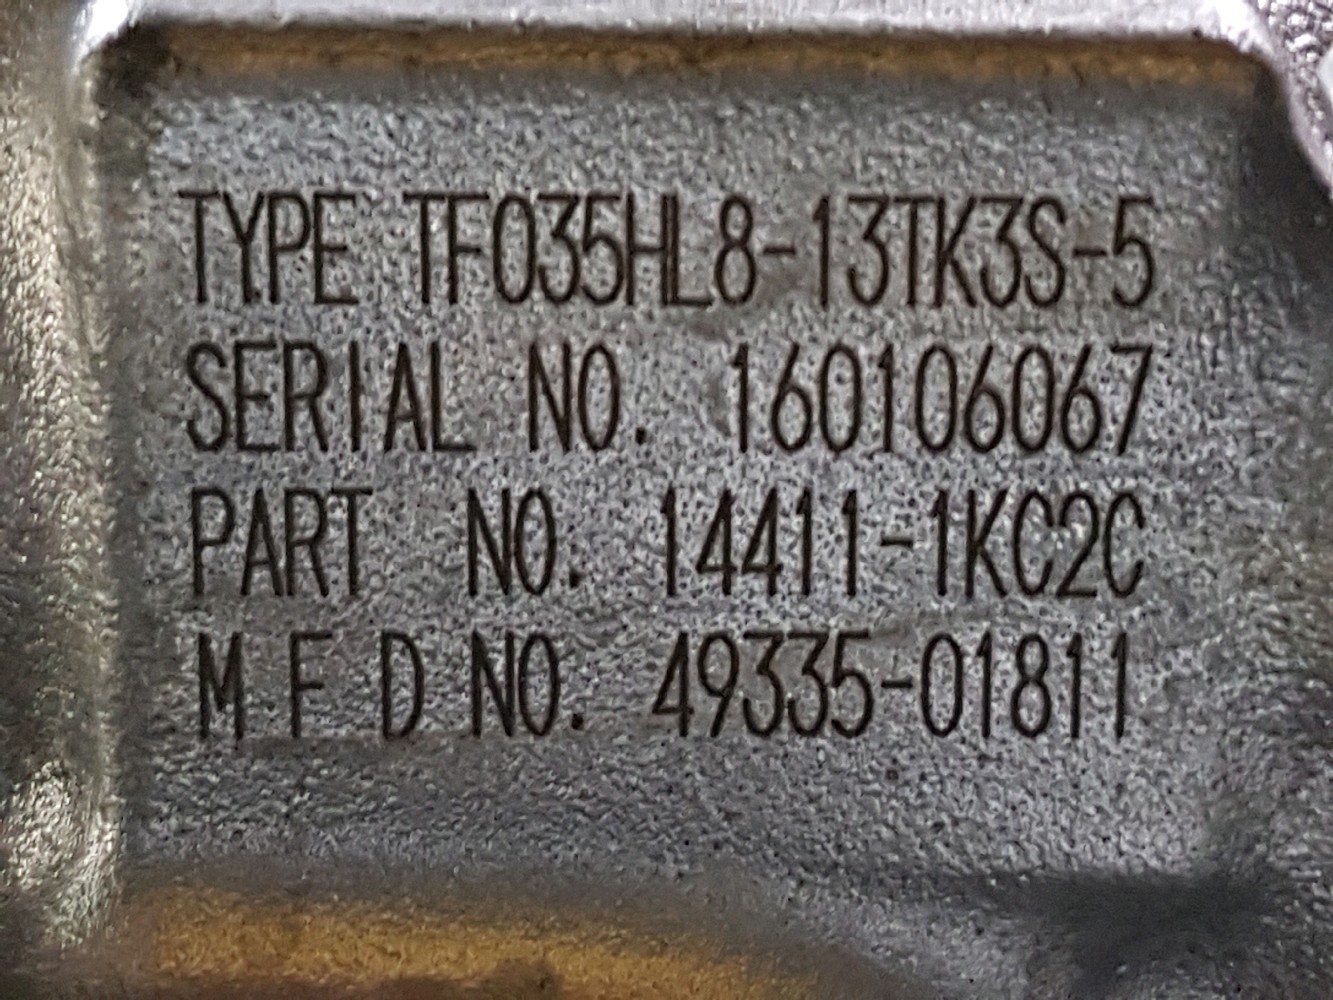 TYPE TF035HL8-13TK3S-5
SERIAL NO. 160106067
PART NO. 14411-1KC2C
M F D NO. 49335-01811